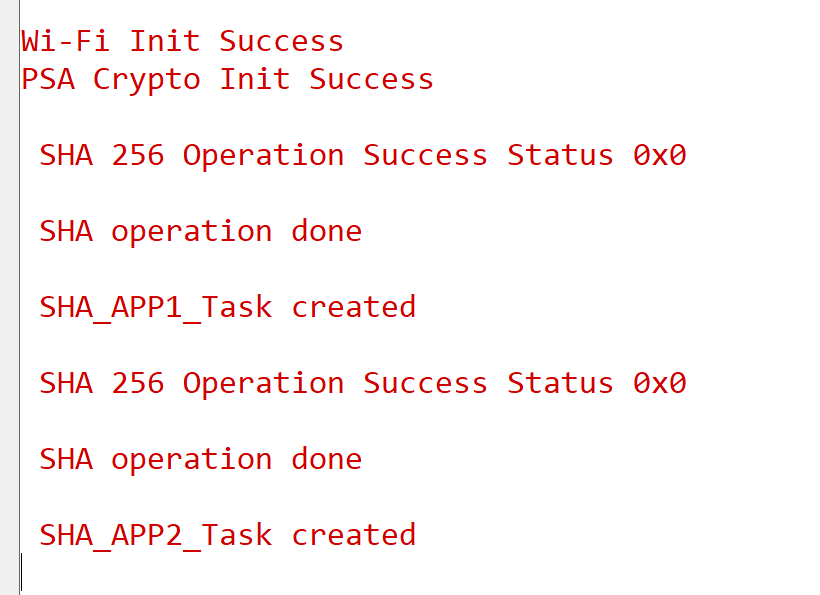 Wi-Fi Init Success
PSA Crypto Init Success
SHA 256 Operation Success Status 0x0
SHA operation done
SHA_APP1_Task created
SHA 256 Operation Success Status 0x0
SHA operation done
SHA_APP2_Task created